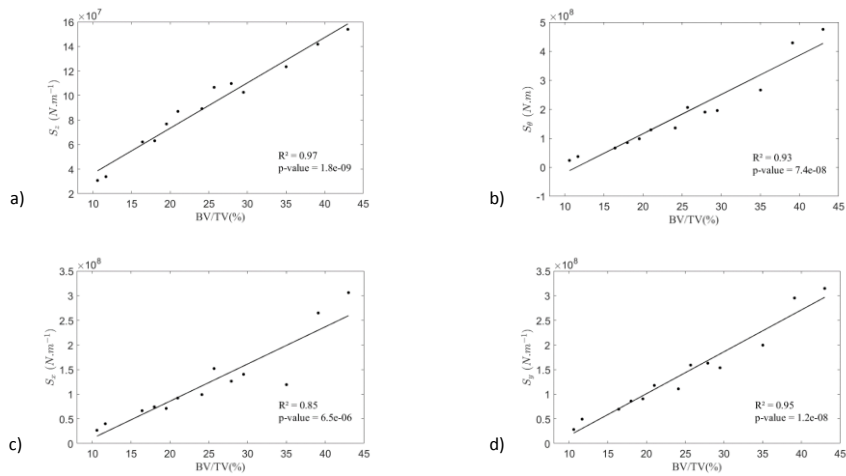 ×10⁷
16
14
12
10
8
6
4
2
S_z (N.m⁻¹)
R² = 0.97
p-value = 1.8e-09
10 15 20 25 30 35 40 45
BV/TV(%)
a)
×10⁸
5
4
3
2
1
0
-1
S_θ (N.m)
R² = 0.93
p-value = 7.4e-08
10 15 20 25 30 35 40 45
BV/TV(%)
b)
×10⁸
3.5
3
2.5
2
1.5
1
0.5
0
S_x (N.m⁻¹)
R² = 0.85
p-value = 6.5e-06
10 15 20 25 30 35 40 45
BV/TV(%)
c)
×10⁸
3.5
3
2.5
2
1.5
1
0.5
0
S_y (N.m⁻¹)
R² = 0.95
p-value = 1.2e-08
10 15 20 25 30 35 40 45
BV/TV(%)
d)